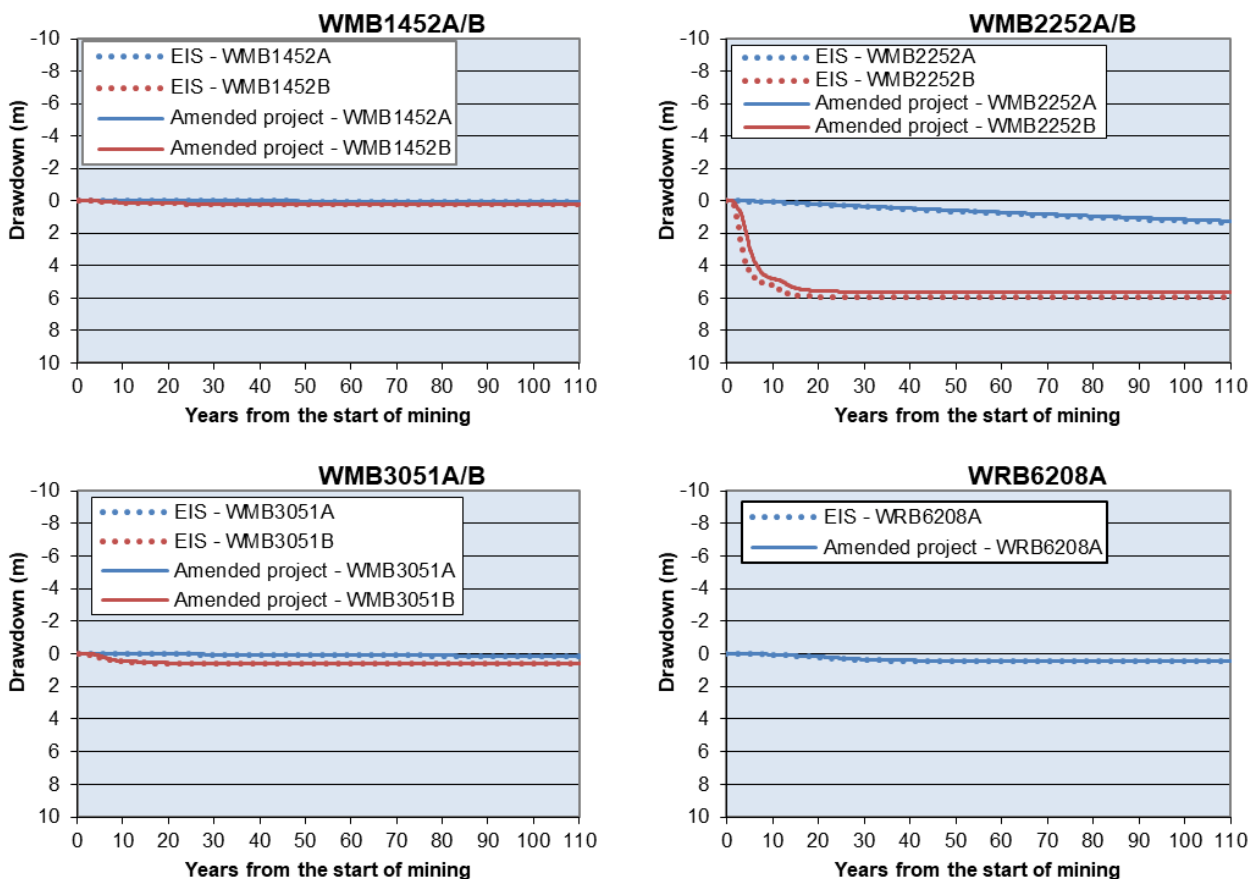 WMB1452A/B
-10
-8
-6
-4
-2
0
2
4
6
8
10
Drawdown (m)
EIS - WMB1452A
EIS - WMB1452B
Amended project - WMB1452A
Amended project - WMB1452B
0 10 20 30 40 50 60 70 80 90 100 110
Years from the start of mining
WMB2252A/B
-10
-8
-6
-4
-2
0
2
4
6
8
10
Drawdown (m)
EIS - WMB2252A
EIS - WMB2252B
Amended project - WMB2252A
Amended project - WMB2252B
0 10 20 30 40 50 60 70 80 90 100 110
Years from the start of mining
WMB3051A/B
-10
-8
-6
-4
-2
0
2
4
6
8
10
Drawdown (m)
EIS - WMB3051A
EIS - WMB3051B
Amended project - WMB3051A
Amended project - WMB3051B
0 10 20 30 40 50 60 70 80 90 100 110
Years from the start of mining
WRB6208A
-10
-8
-6
-4
-2
0
2
4
6
8
10
Drawdown (m)
EIS - WRB6208A
Amended project - WRB6208A
0 10 20 30 40 50 60 70 80 90 100 110
Years from the start of mining